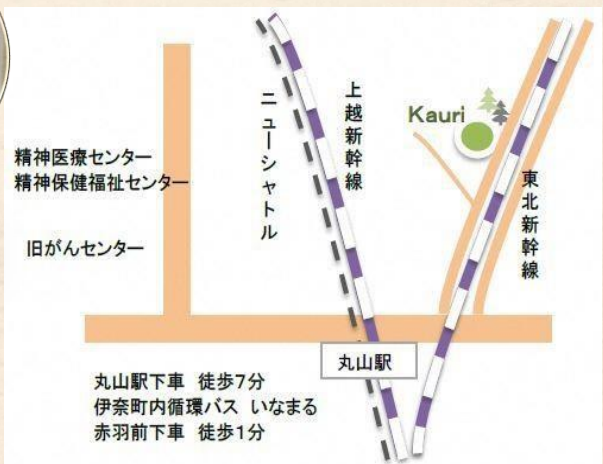 上越新幹線
ニューシャトル
Kauri
東北新幹線
精神医療センター
精神保健福祉センター
旧がんセンター
丸山駅
丸山駅下車 徒歩7分
伊奈町内循環バス いなまる
赤羽前下車 徒歩1分